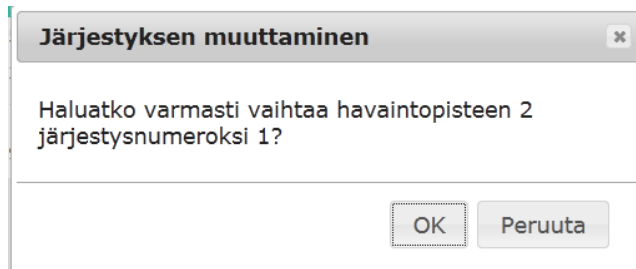 Järjestyksen muuttaminen
Haluatko varmasti vaihtaa havaintopisteen 2
järjestysnumeroksi 1?
OK
Peruuta